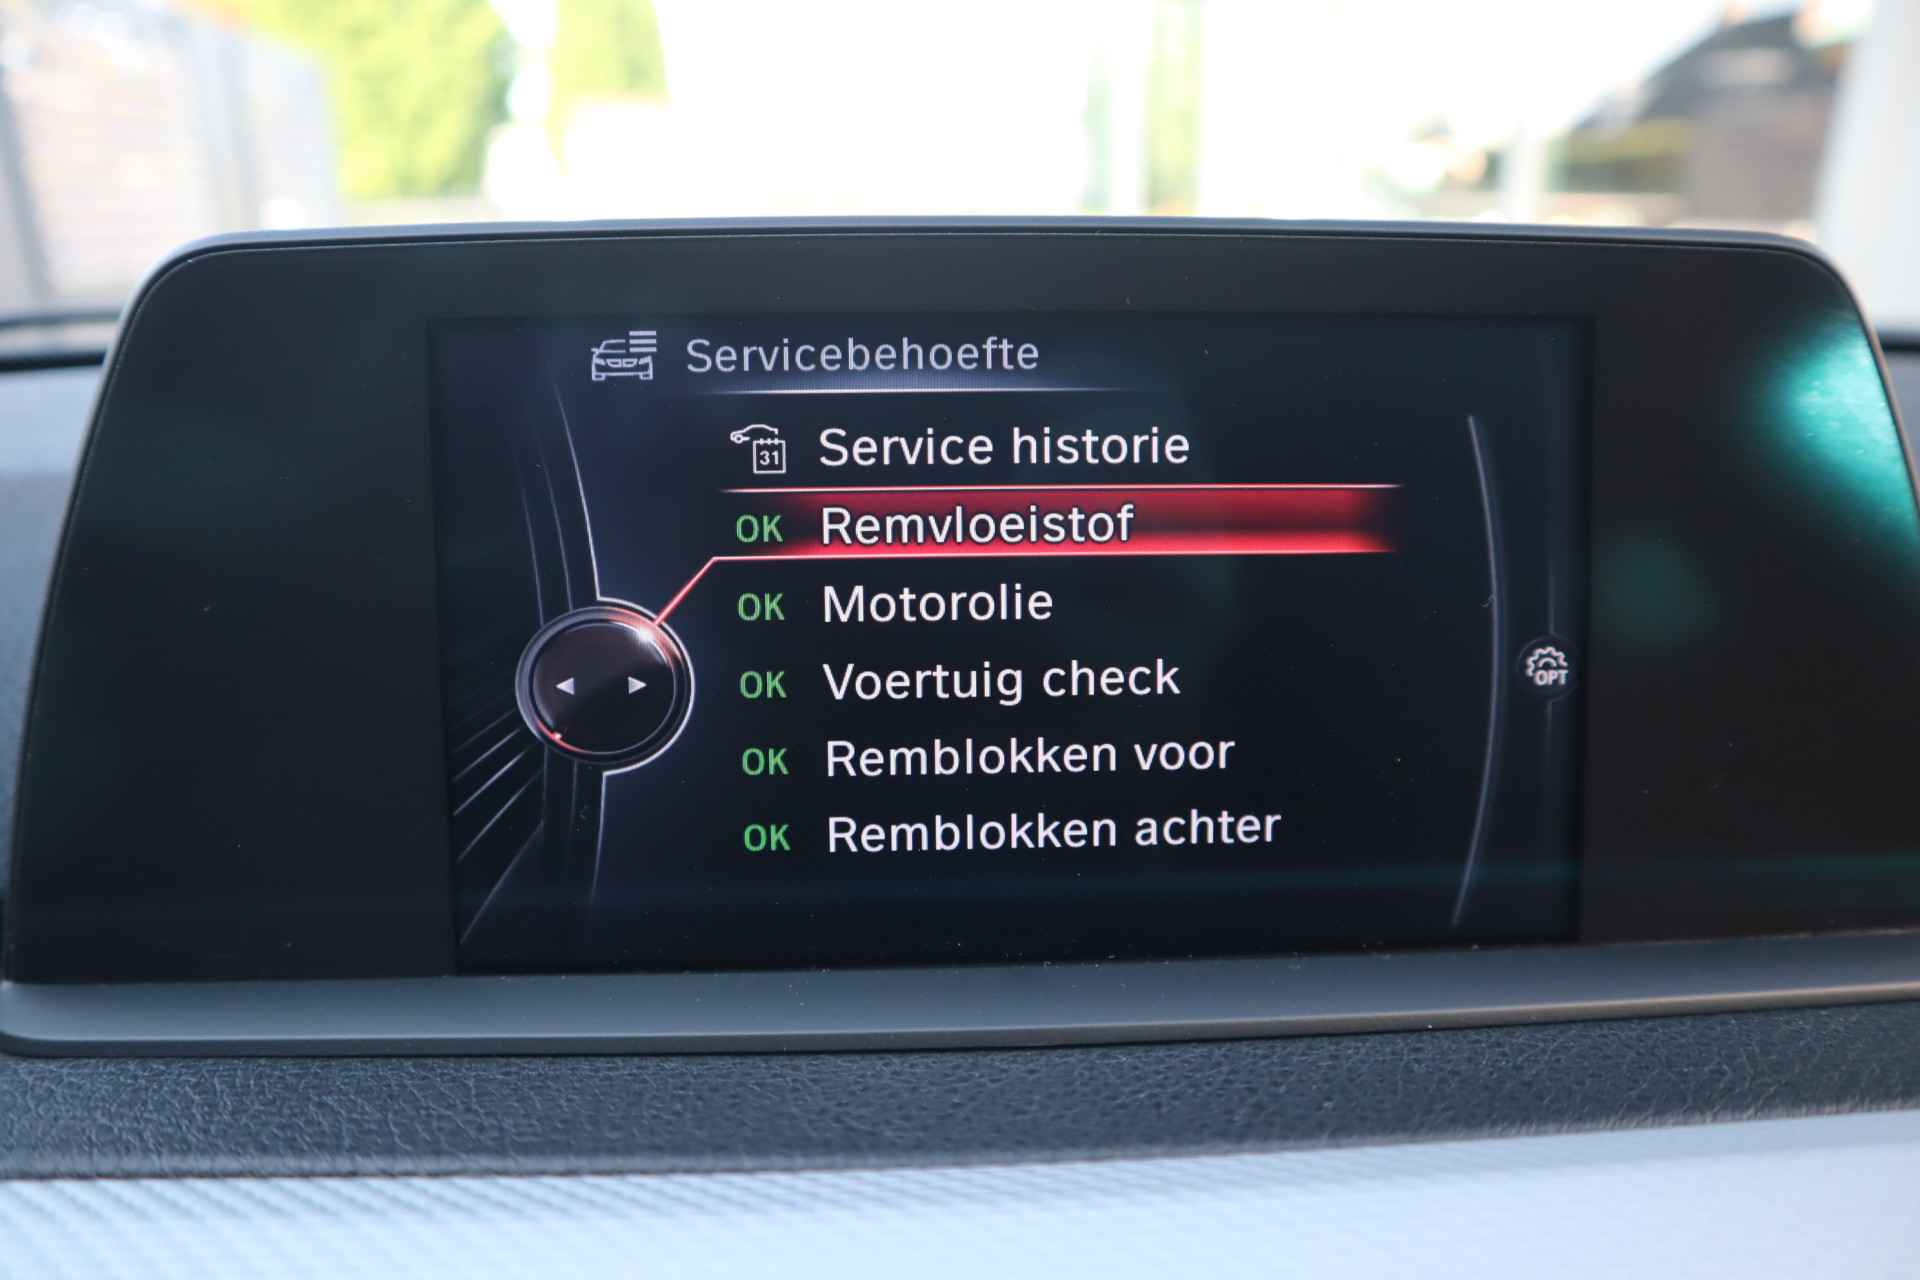 Servicebehoefte
31 Service historie
OK Remvloeistof
OK Motorolie
OK Voertuig check
OPT
OK Remblokken voor
OK Remblokken achter